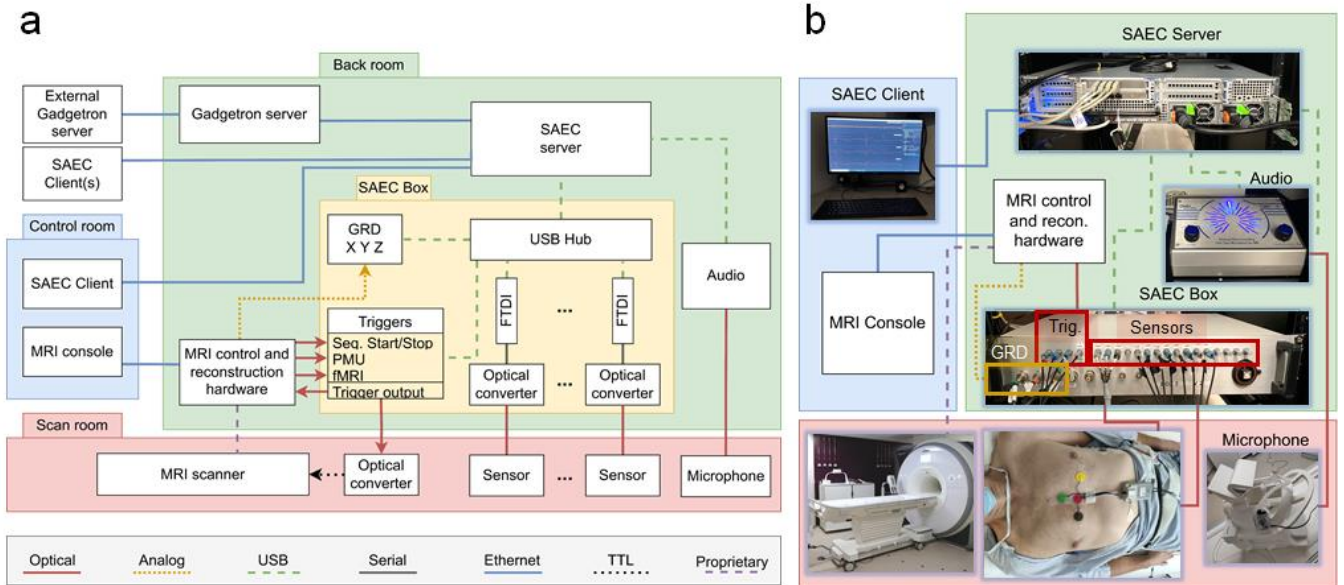 a
Back room
External
Gadgetron
server
Gadgetron server
SAEC
server
SAEC
Client(s)
SAEC Box
Control room
GRD
X Y Z
USB Hub
SAEC Client
Audio
FTDI
...
FTDI
Triggers
Seq. Start/Stop
PMU
fMRI
Trigger output
MRI console
MRI control and
reconstruction
hardware
Optical
converter
...
Optical
converter
Scan room
MRI scanner
Optical
converter
Sensor
...
Sensor
Microphone
Optical
Analog
USB
Serial
Ethernet
TTL
Proprietary
b
SAEC Server
SAEC Client
MRI control
and recon.
hardware
Audio
MRI Console
SAEC Box
Trig.
Sensors
GRD
Microphone